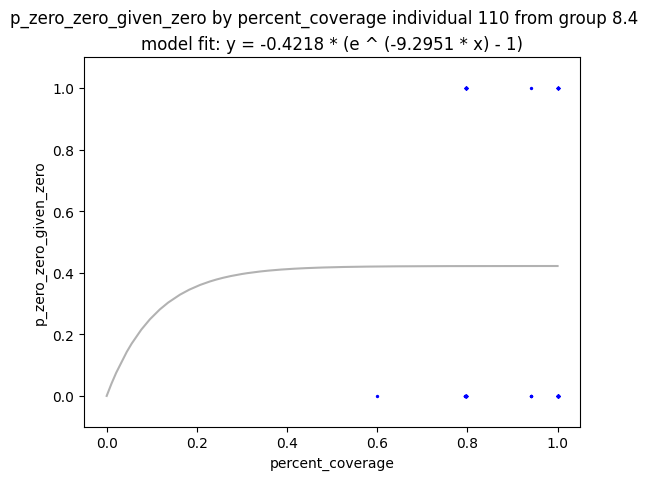 p_zero_zero_given_zero by percent_coverage individual 110 from group 8.4
model fit: y = -0.4218 * (e ^ (-9.2951 * x) - 1)
1.0
0.8
0.6
0.4
0.2
0.0
p_zero_zero_given_zero
0.0 0.2 0.4 0.6 0.8 1.0
percent_coverage